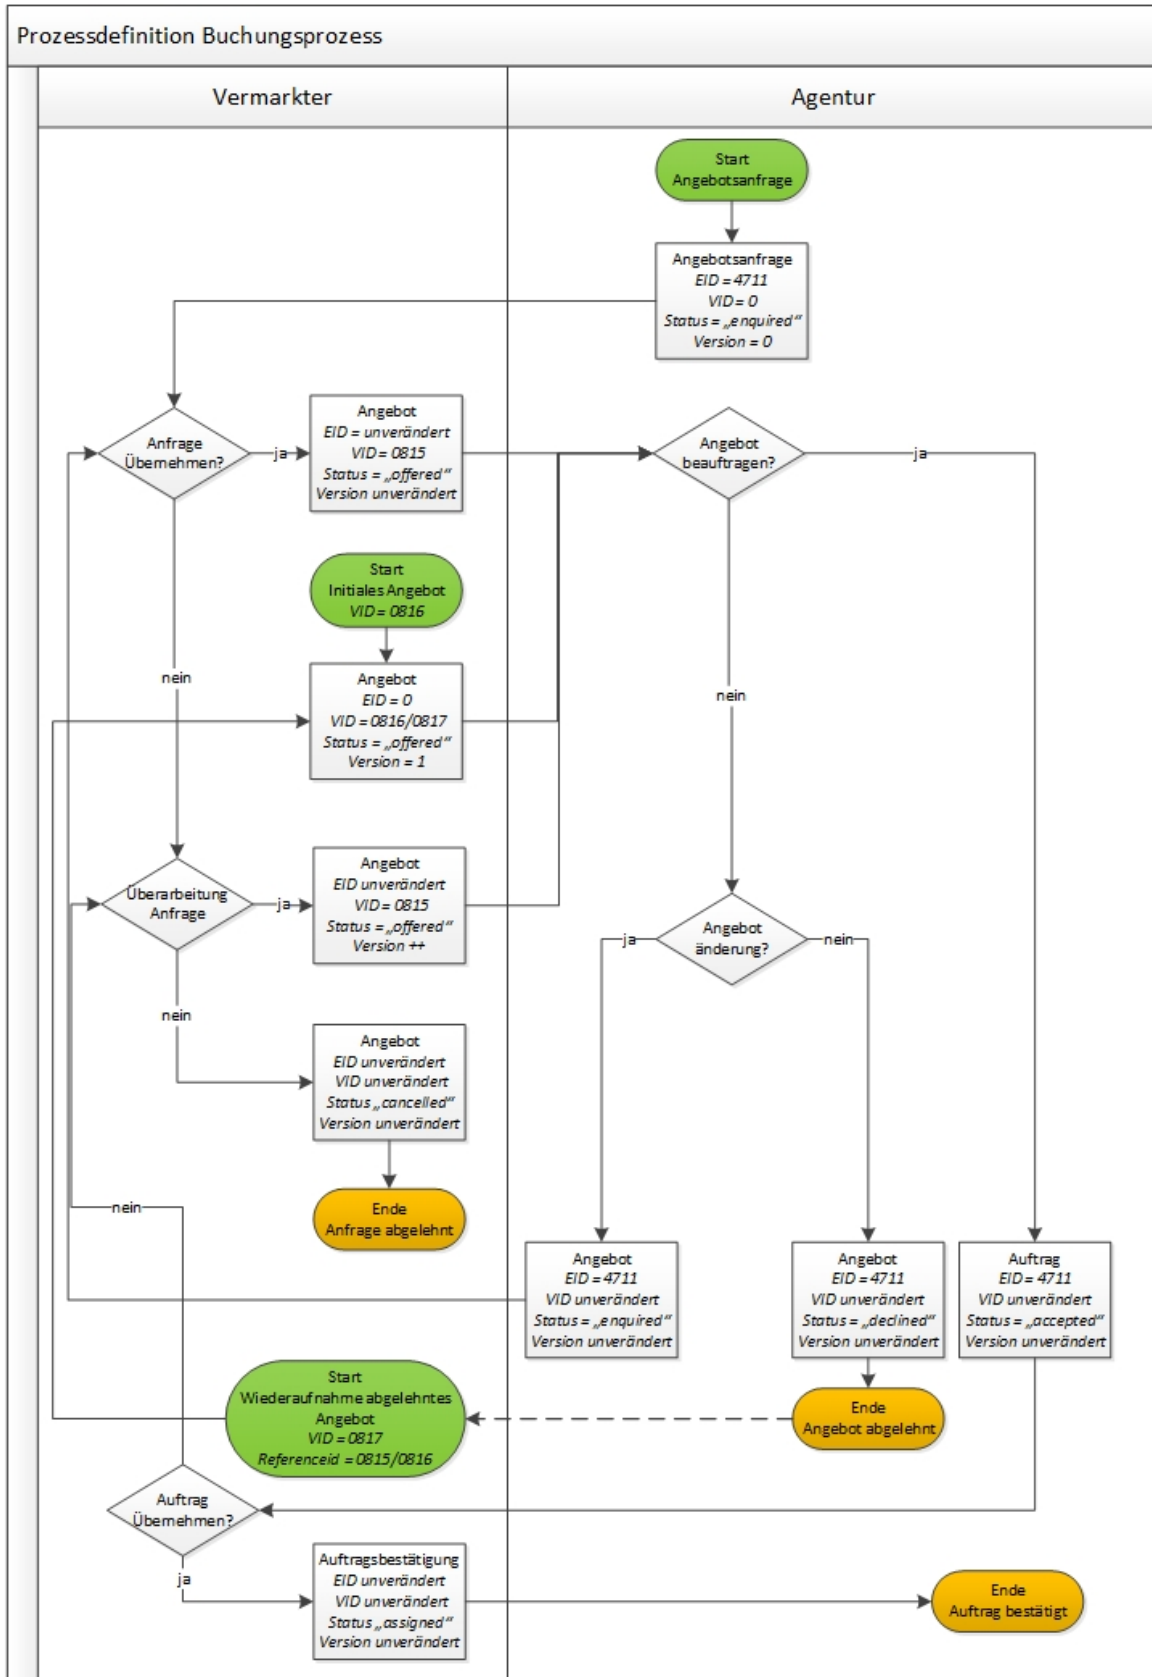 Prozessdefinition Buchungsprozess
Vermarkter
Agentur
Start
Angebotsanfrage
Angebotsanfrage
EID = 4711
VID = 0
Status = „enquired“
Version = 0
Anfrage
Übernehmen?
ja
Angebot
EID = unverändert
VID = 0815
Status = „offered“
Version unverändert
Angebot
beauftragen?
ja
Start
Initiales Angebot
VID = 0816
nein
Angebot
EID = 0
VID = 0816/0817
Status = „offered“
Version = 1
nein
Überarbeitung
Anfrage
ja
Angebot
EID unverändert
VID = 0815
Status = „offered“
Version ++
Angebot
änderung?
ja
nein
nein
Angebot
EID unverändert
VID unverändert
Status „cancelled“
Version unverändert
Ende
Anfrage abgelehnt
nein
Angebot
EID = 4711
VID unverändert
Status = „enquired“
Version unverändert
Angebot
EID = 4711
VID unverändert
Status = „declined“
Version unverändert
Auftrag
EID = 4711
VID unverändert
Status = „accepted“
Version unverändert
Start
Wiederaufnahme abgelehntes
Angebot
VID = 0817
Referenceid = 0815/0816
Ende
Angebot abgelehnt
Auftrag
Übernehmen?
ja
Auftragsbestätigung
EID unverändert
VID unverändert
Status „assigned“
Version unverändert
Ende
Auftrag bestätigt